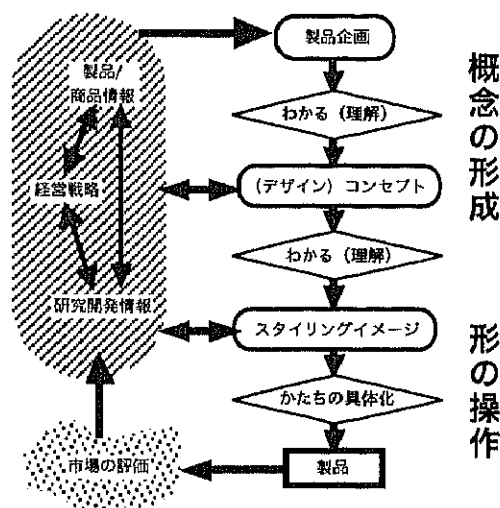 製品企画
製品/
商品情報
わかる（理解）
経営戦略
（デザイン）コンセプト
わかる（理解）
研究開発情報
スタイリングイメージ
かたちの具体化
市場の評価
製品
概念の形成
形の操作